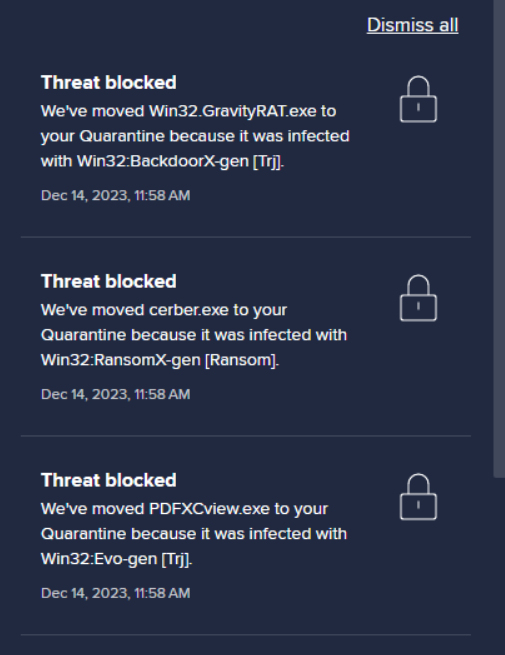 Dismiss all
Threat blocked
We've moved Win32.GravityRAT.exe to
your Quarantine because it was infected
with Win32:BackdoorX-gen [Trj].
Dec 14, 2023, 11:58 AM
Threat blocked
We've moved cerber.exe to your
Quarantine because it was infected with
Win32:RansomX-gen [Ransom].
Dec 14, 2023, 11:58 AM
Threat blocked
We've moved PDFXCview.exe to your
Quarantine because it was infected with
Win32:Evo-gen [Trj].
Dec 14, 2023, 11:58 AM